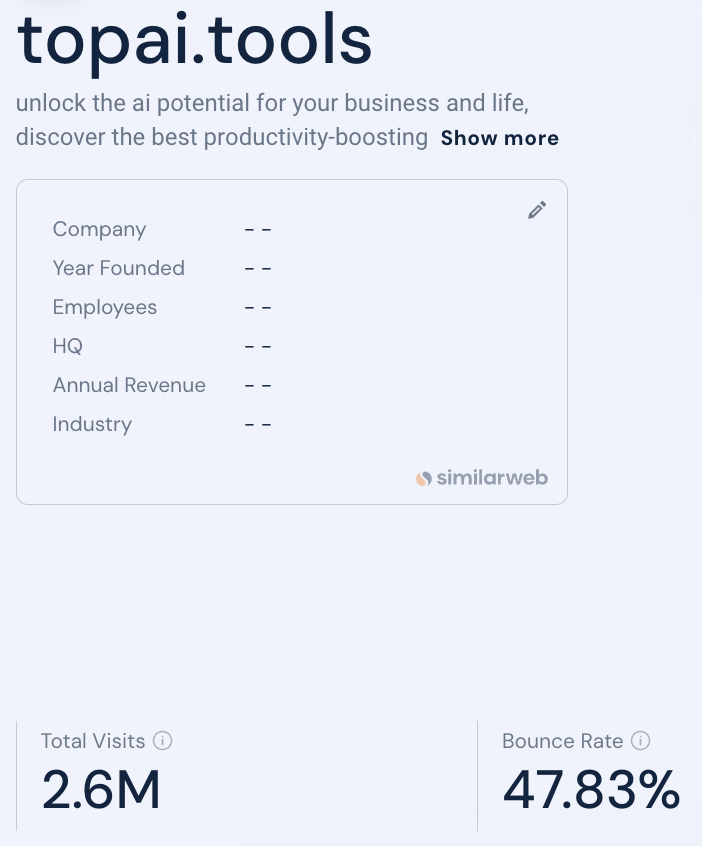 topai.tools
unlock the ai potential for your business and life,
discover the best productivity-boosting Show more
Company - -
Year Founded - -
Employees - -
HQ - -
Annual Revenue - -
Industry - -
similarweb
Total Visits
2.6M
Bounce Rate
47.83%